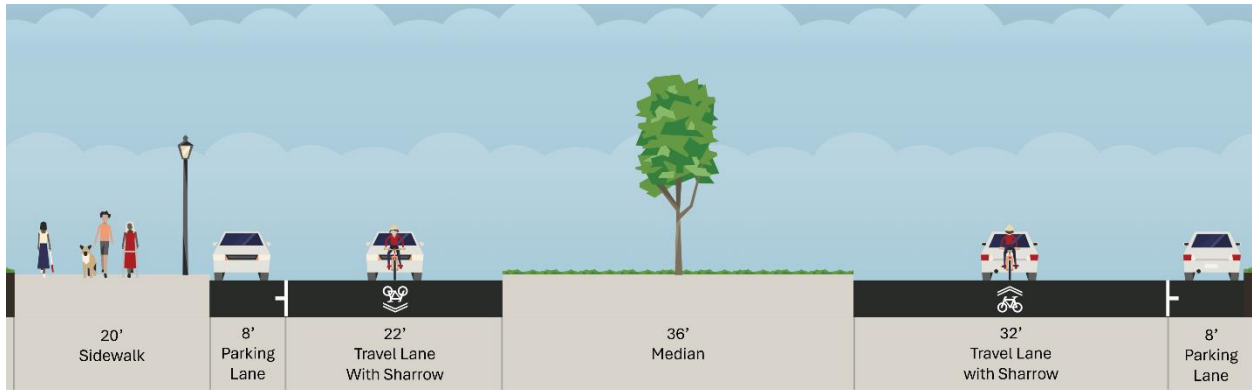 20’
Sidewalk
8’
Parking
Lane
22’
Travel Lane
With Sharrow
36’
Median
32’
Travel Lane
with Sharrow
8’
Parking
Lane